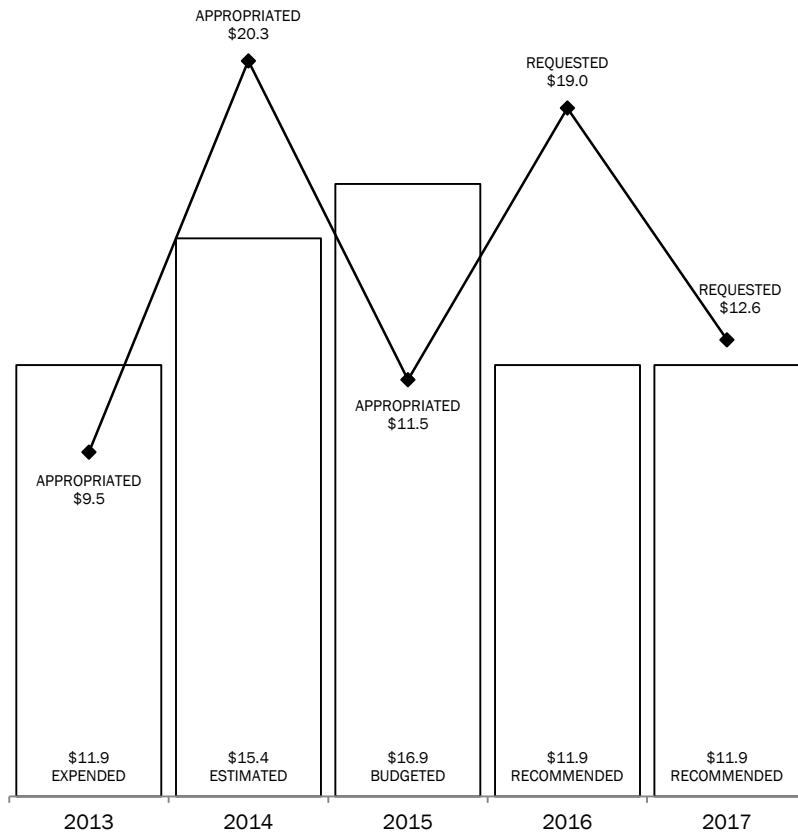 APPROPRIATED
$20.3
REQUESTED
$19.0
REQUESTED
$12.6
APPROPRIATED
$11.5
APPROPRIATED
$9.5
$11.9
EXPENDED
$15.4
ESTIMATED
$16.9
BUDGETED
$11.9
RECOMMENDED
$11.9
RECOMMENDED
2013
2014
2015
2016
2017